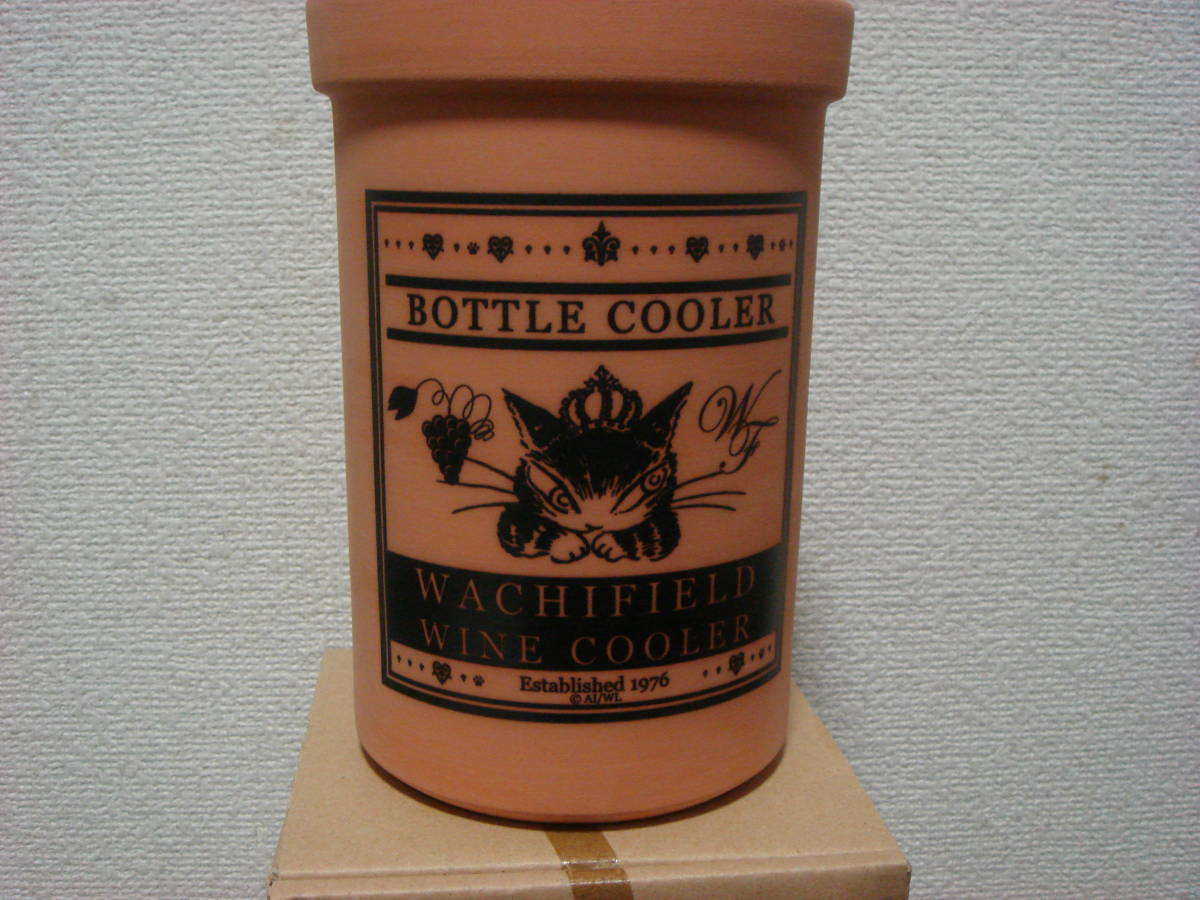 BOTTLE COOLER
WF
WACHIFIELD
WINE COOLER
Established 1976
© AI/WL